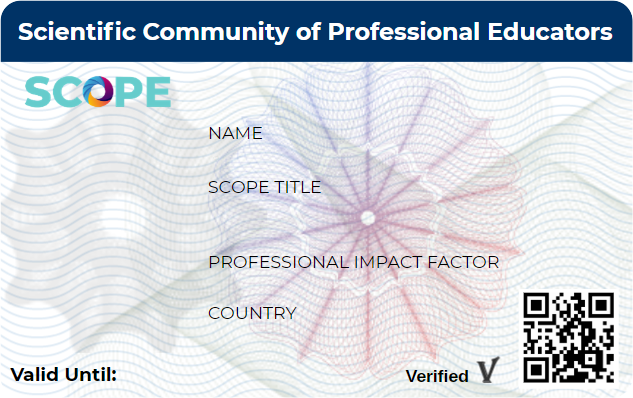 Scientific Community of Professional Educators
SCOPE
NAME
SCOPE TITLE
PROFESSIONAL IMPACT FACTOR
COUNTRY
Valid Until:
Verified